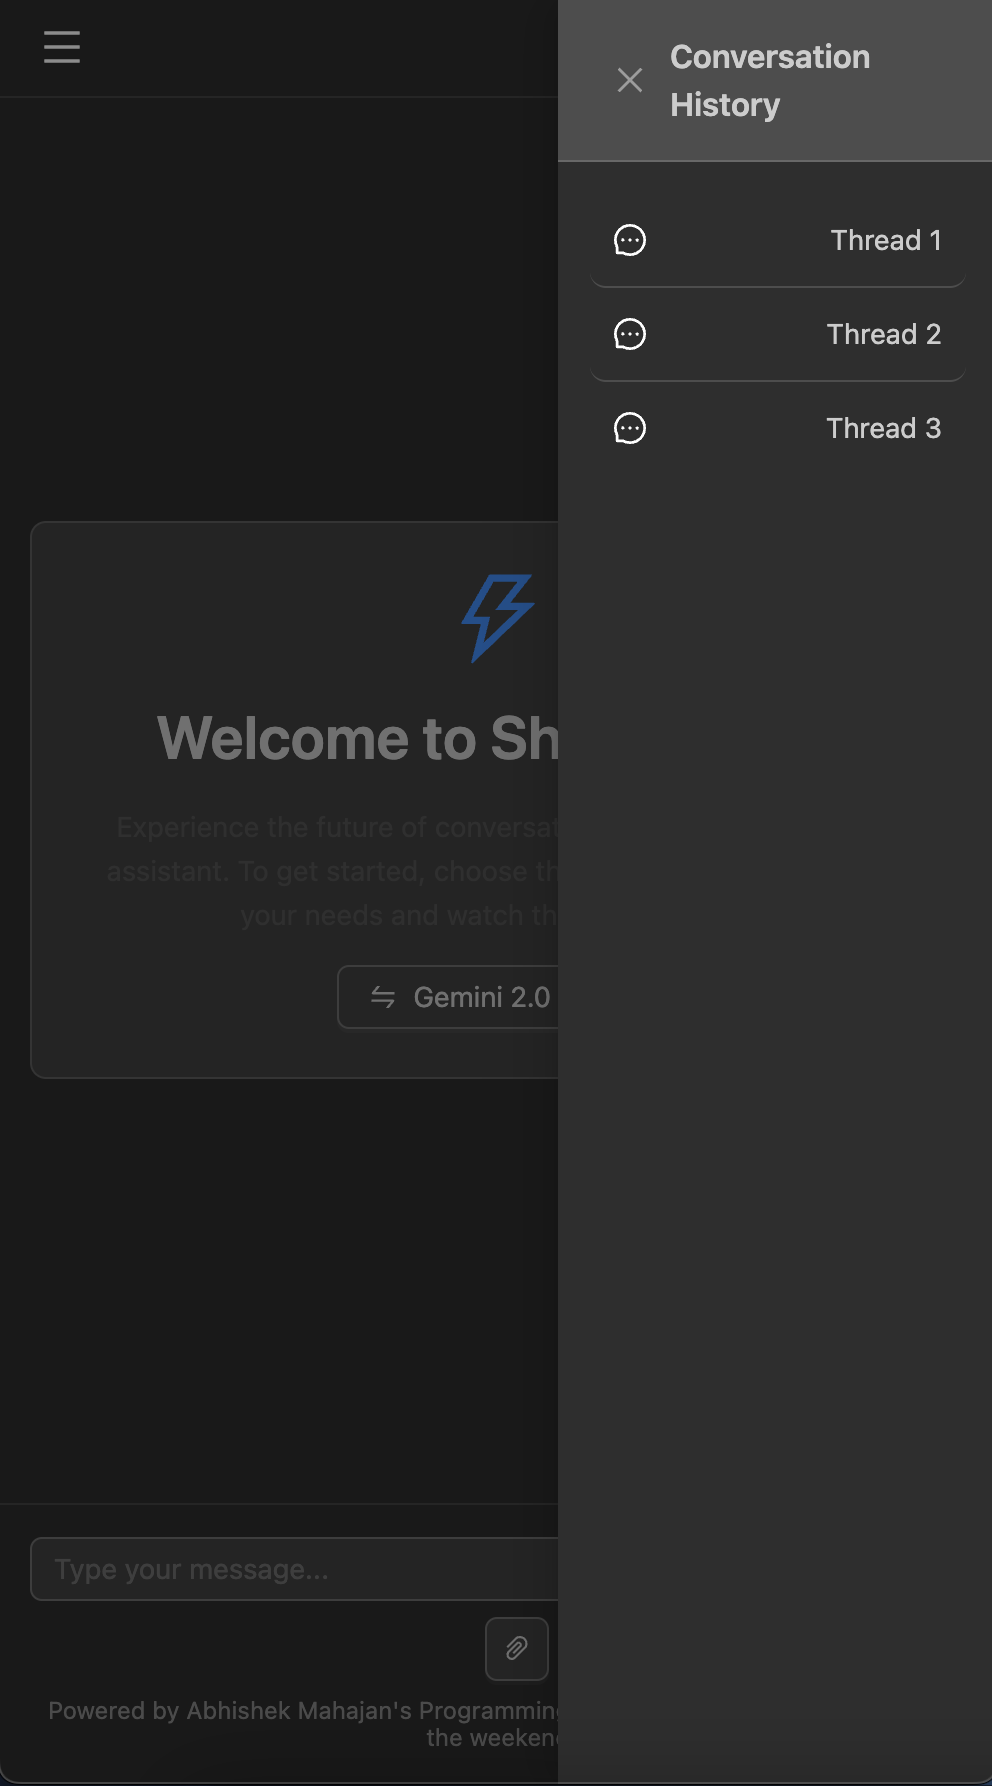 Conversation
History
Thread 1
Thread 2
Thread 3
Welcome to Sh
Experience the future of conversat
assistant. To get started, choose th
your needs and watch th
Gemini 2.0
Type your message...
Powered by Abhishek Mahajan's Programming
the weeken